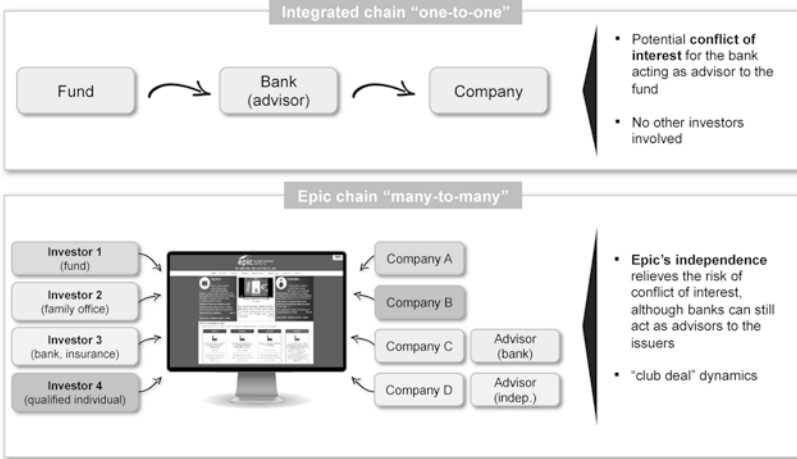 Integrated chain “one-to-one”
Fund
Bank
(advisor)
Company
▪ Potential conflict of
interest for the bank
acting as advisor to the
fund
▪ No other investors
involved
Epic chain “many-to-many”
Investor 1
(fund)
Investor 2
(family office)
Investor 3
(bank, insurance)
Investor 4
(qualified individual)
epic
Company A
Company B
Company C
Advisor
(bank)
Company D
Advisor
(indep.)
▪ Epic’s independence
relieves the risk of
conflict of interest,
although banks can still
act as advisors to the
issuers
▪ “club deal” dynamics